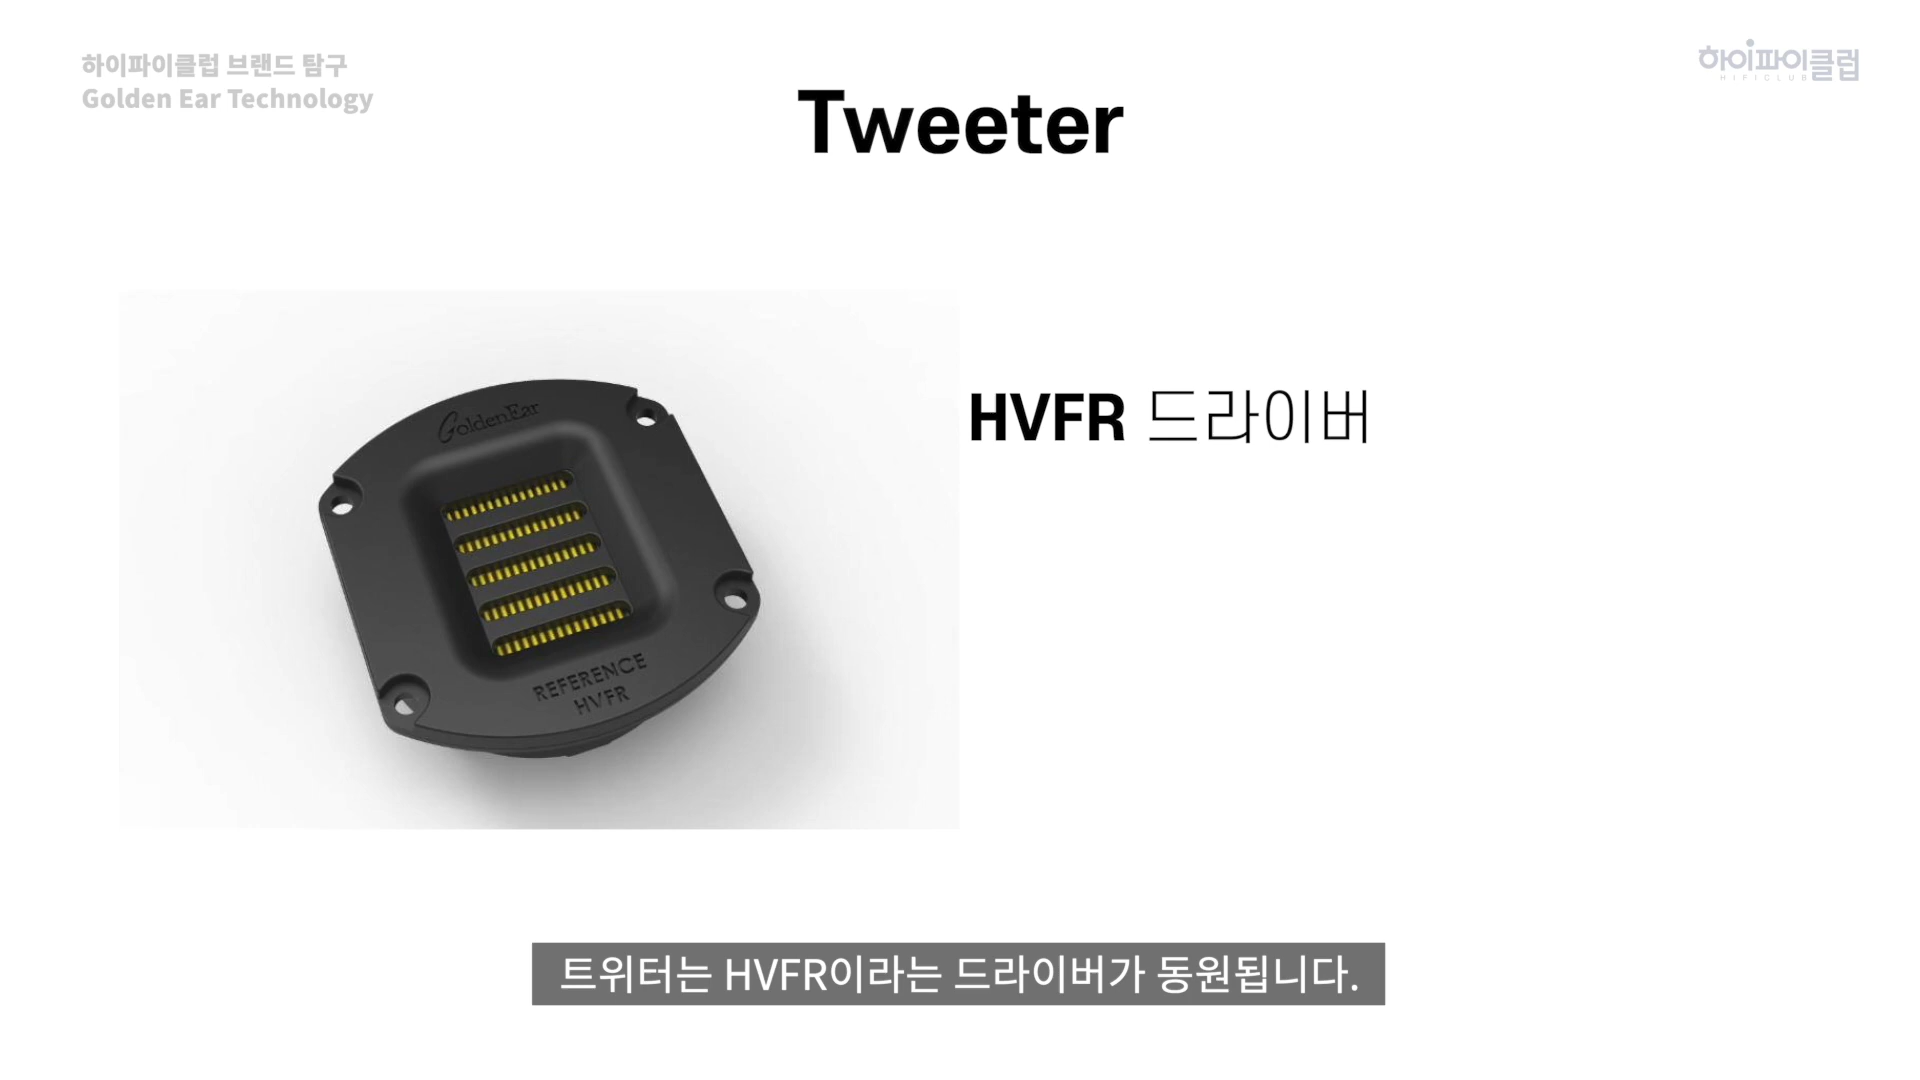 하이파이클럽 브랜드 탐구
Golden Ear Technology
하이파이클럽
HIFICLUB
Tweeter
GoldenEar
REFERENCE
HVFR
HVFR 드라이버
트위터는 HVFR이라는 드라이버가 동원됩니다.